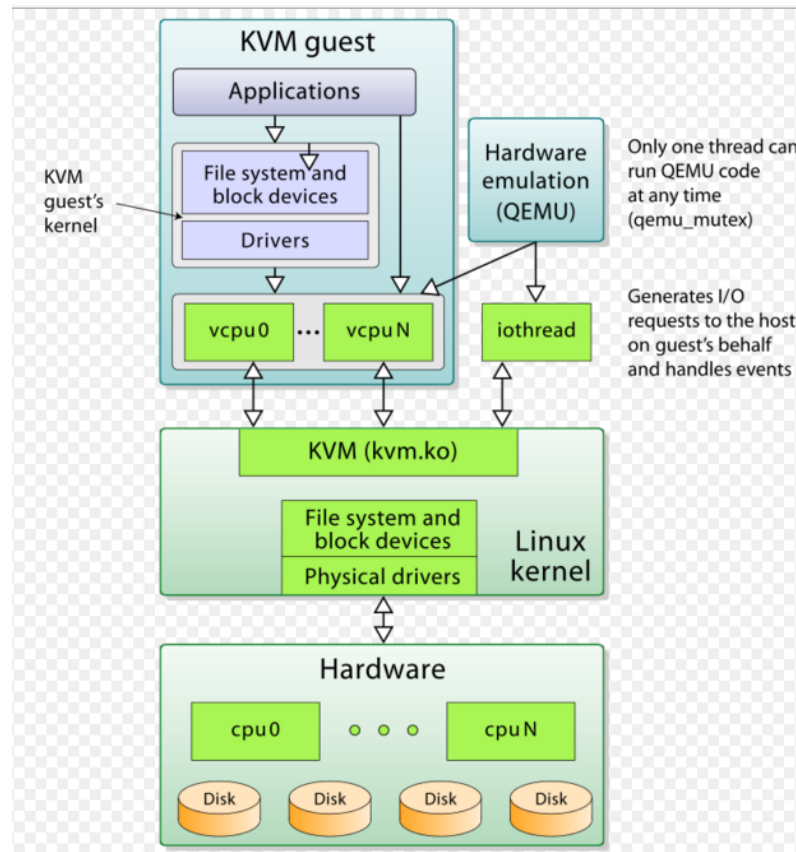 KVM guest
Applications
File system and
block devices
Drivers
KVM
guest's
kernel
Hardware
emulation
(QEMU)
Only one thread can
run QEMU code
at any time
(qemu_mutex)
vcpu0 ... vcpuN
iothread
Generates I/O
requests to the host
on guest's behalf
and handles events
KVM (kvm.ko)
File system and
block devices
Physical drivers
Linux
kernel
Hardware
cpu0
cpuN
Disk
Disk
Disk
Disk